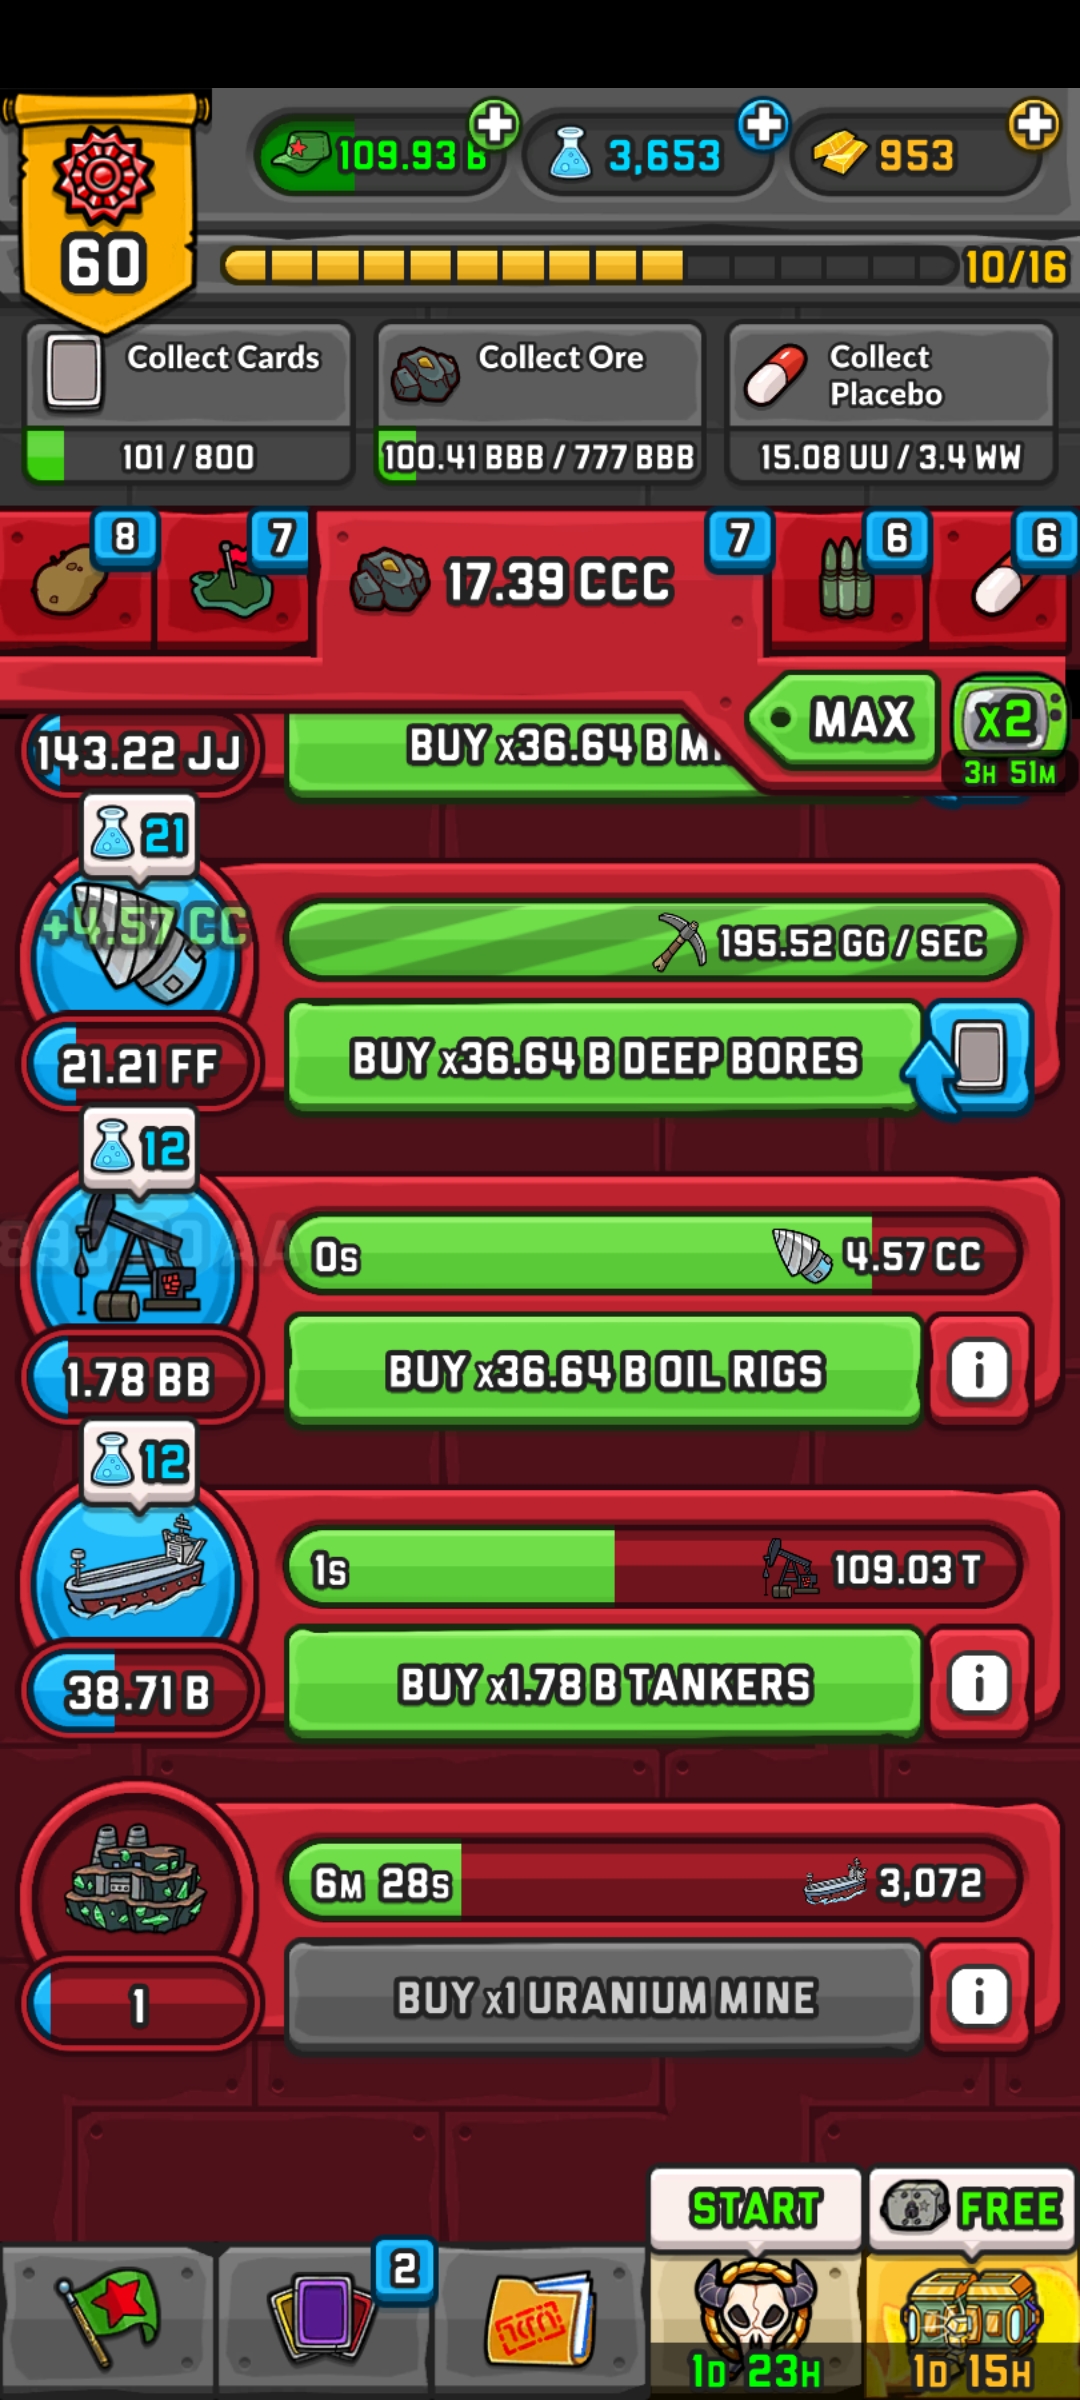 109.93 B
3,653
953
60
10/16
Collect Cards
101 / 800
Collect Ore
100.41 BBB / 777 BBB
Collect
Placebo
15.08 UU / 3.4 WW
8
7
17.39 CCC
7
6
6
MAX
x2
3H 51M
143.22 JJ
BUY x36.64 B
21
+4.57 CC
195.52 GG / SEC
21.21 FF
BUY x36.64 B DEEP BORES
12
0s
4.57 CC
1.78 BB
BUY x36.64 B OIL RIGS
12
1s
109.03 T
38.71 B
BUY x1.78 B TANKERS
6M 28s
3,072
1
BUY x1 URANIUM MINE
START
FREE
2
1D 23H
1D 15H